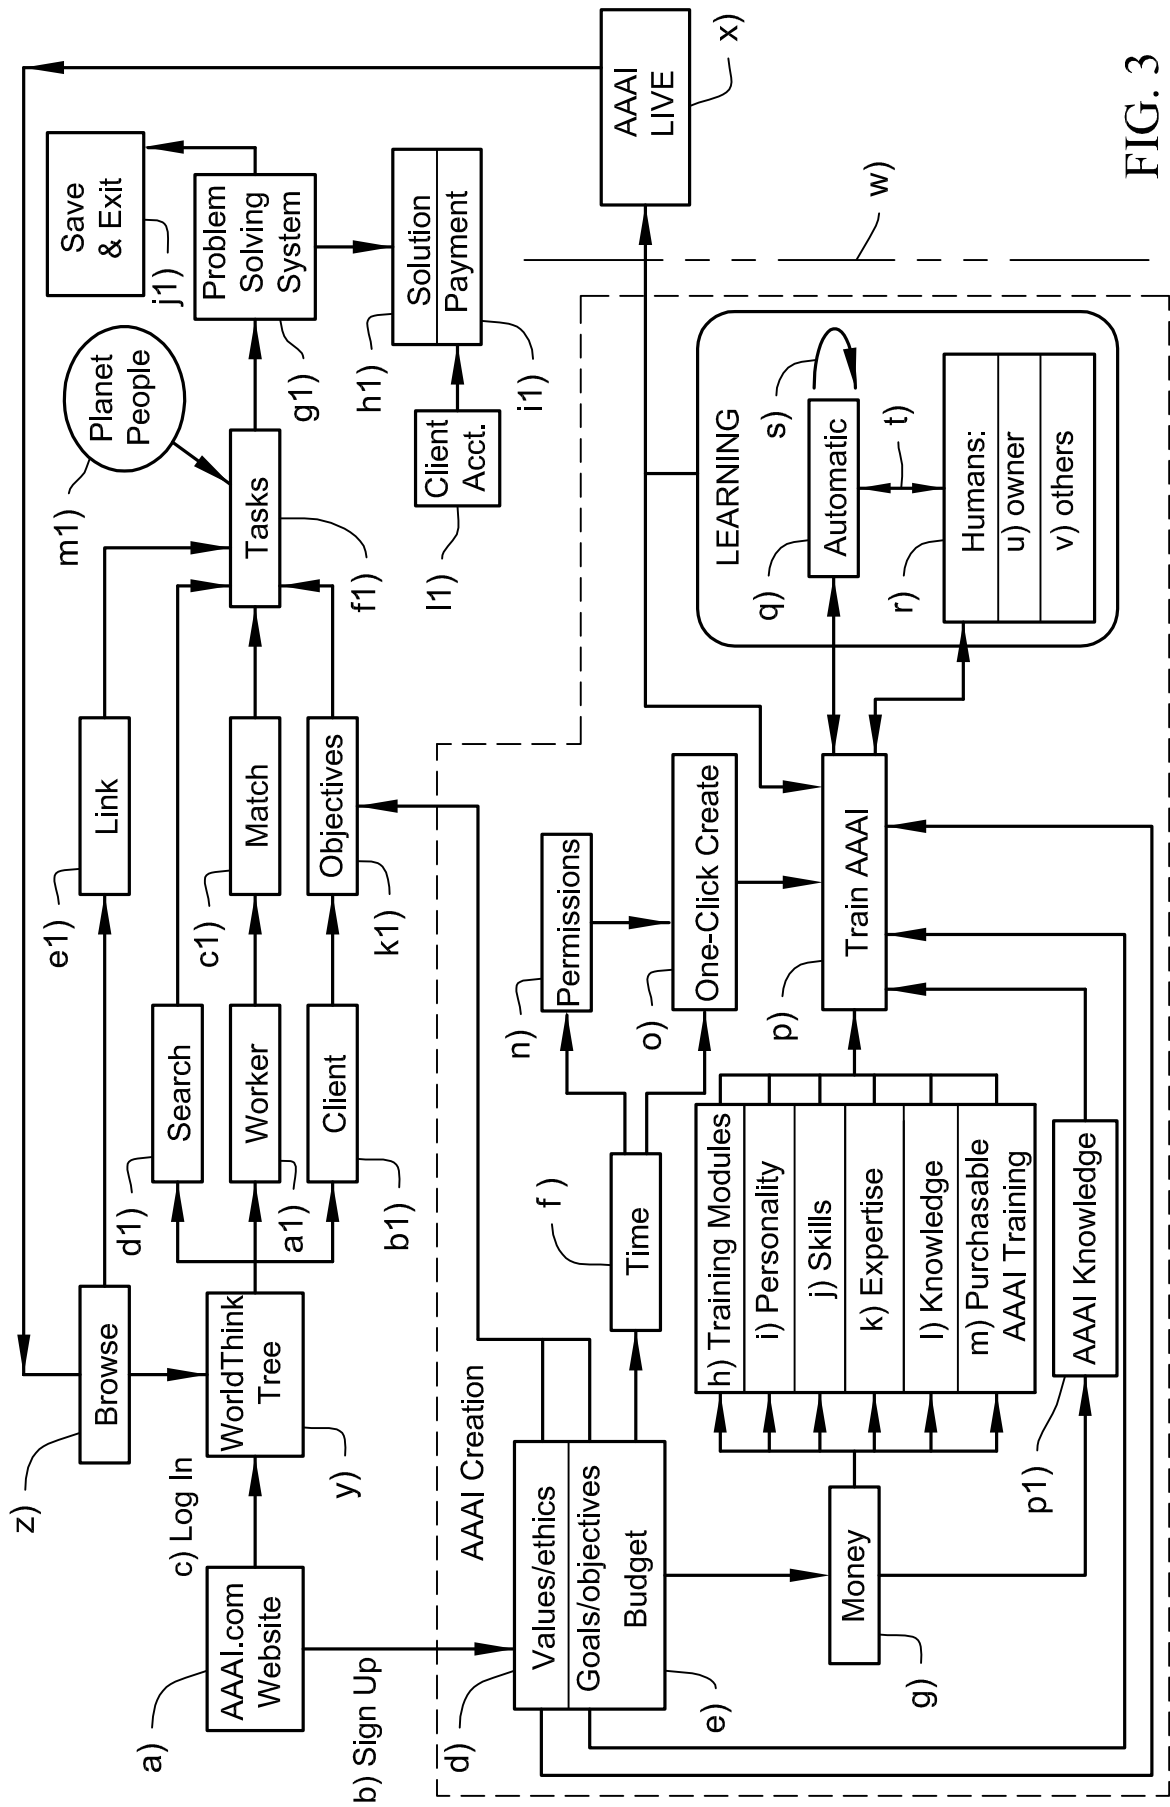 z)
Browse
e1)
Link
m1)
Planet
People
j1)
Save
& Exit
a)
AAAI.com
Website
c) Log In
y)
WorldThink
Tree
d1)
Search
a1)
Worker
b1)
Client
c1)
Match
k1)
Objectives
f1)
Tasks
g1)
Problem
Solving
System
h1)
Solution
Payment
i1)
l1)
Client
Acct.
AAAI
LIVE
x)
w)
b) Sign Up
AAAI Creation
d)
Values/ethics
Goals/objectives
Budget
e)
f )
Time
n)
Permissions
o)
One-Click Create
g)
Money
h) Training Modules
i) Personality
j) Skills
k) Expertise
l) Knowledge
m) Purchasable
AAAI Training
p1)
AAAI Knowledge
p)
Train AAAI
LEARNING
q)
Automatic
s)
t)
r)
Humans:
u) owner
v) others
FIG. 3